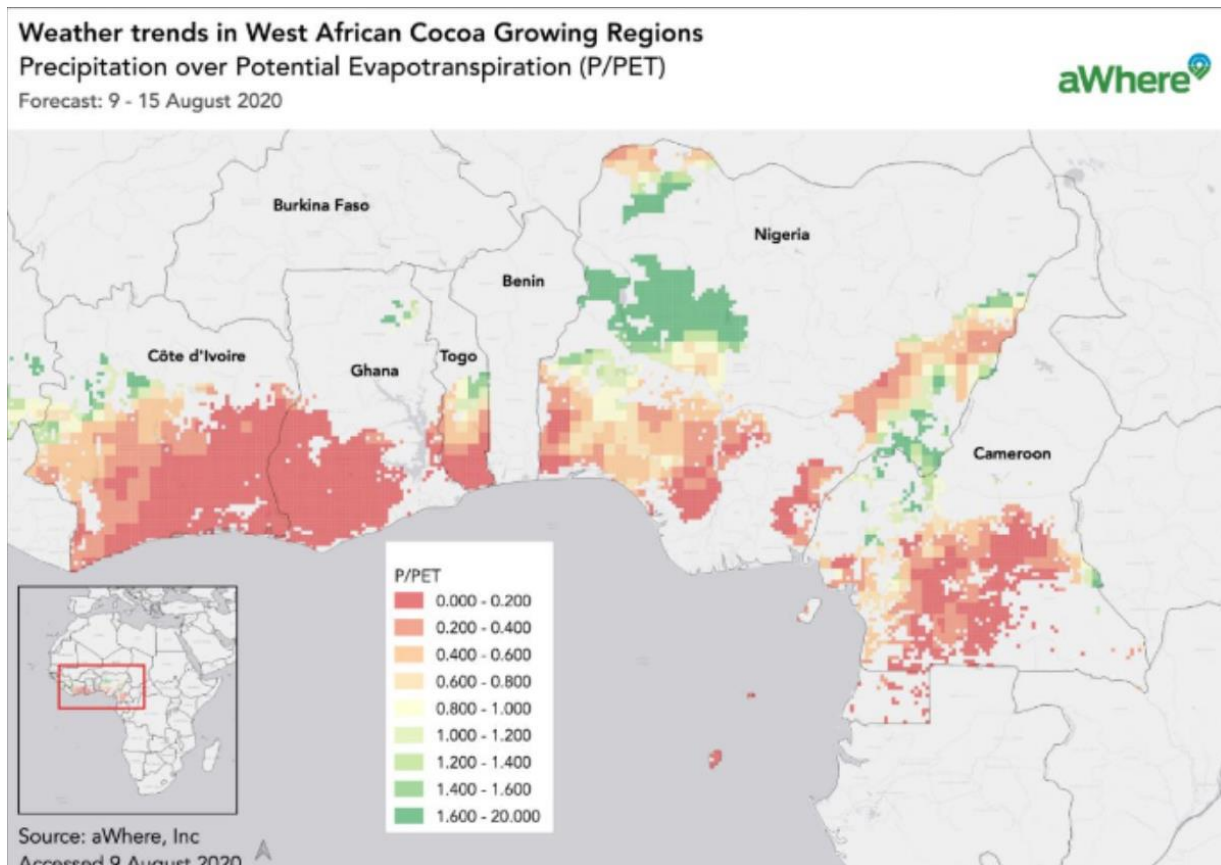 Weather trends in West African Cocoa Growing Regions
Precipitation over Potential Evapotranspiration (P/PET)
Forecast: 9 - 15 August 2020
aWhere
Burkina Faso
Nigeria
Benin
Côte d'Ivoire
Ghana
Togo
Cameroon
P/PET
0.000 - 0.200
0.200 - 0.400
0.400 - 0.600
0.600 - 0.800
0.800 - 1.000
1.000 - 1.200
1.200 - 1.400
1.400 - 1.600
1.600 - 20.000
Source: aWhere, Inc
Accessed 9 August 2020